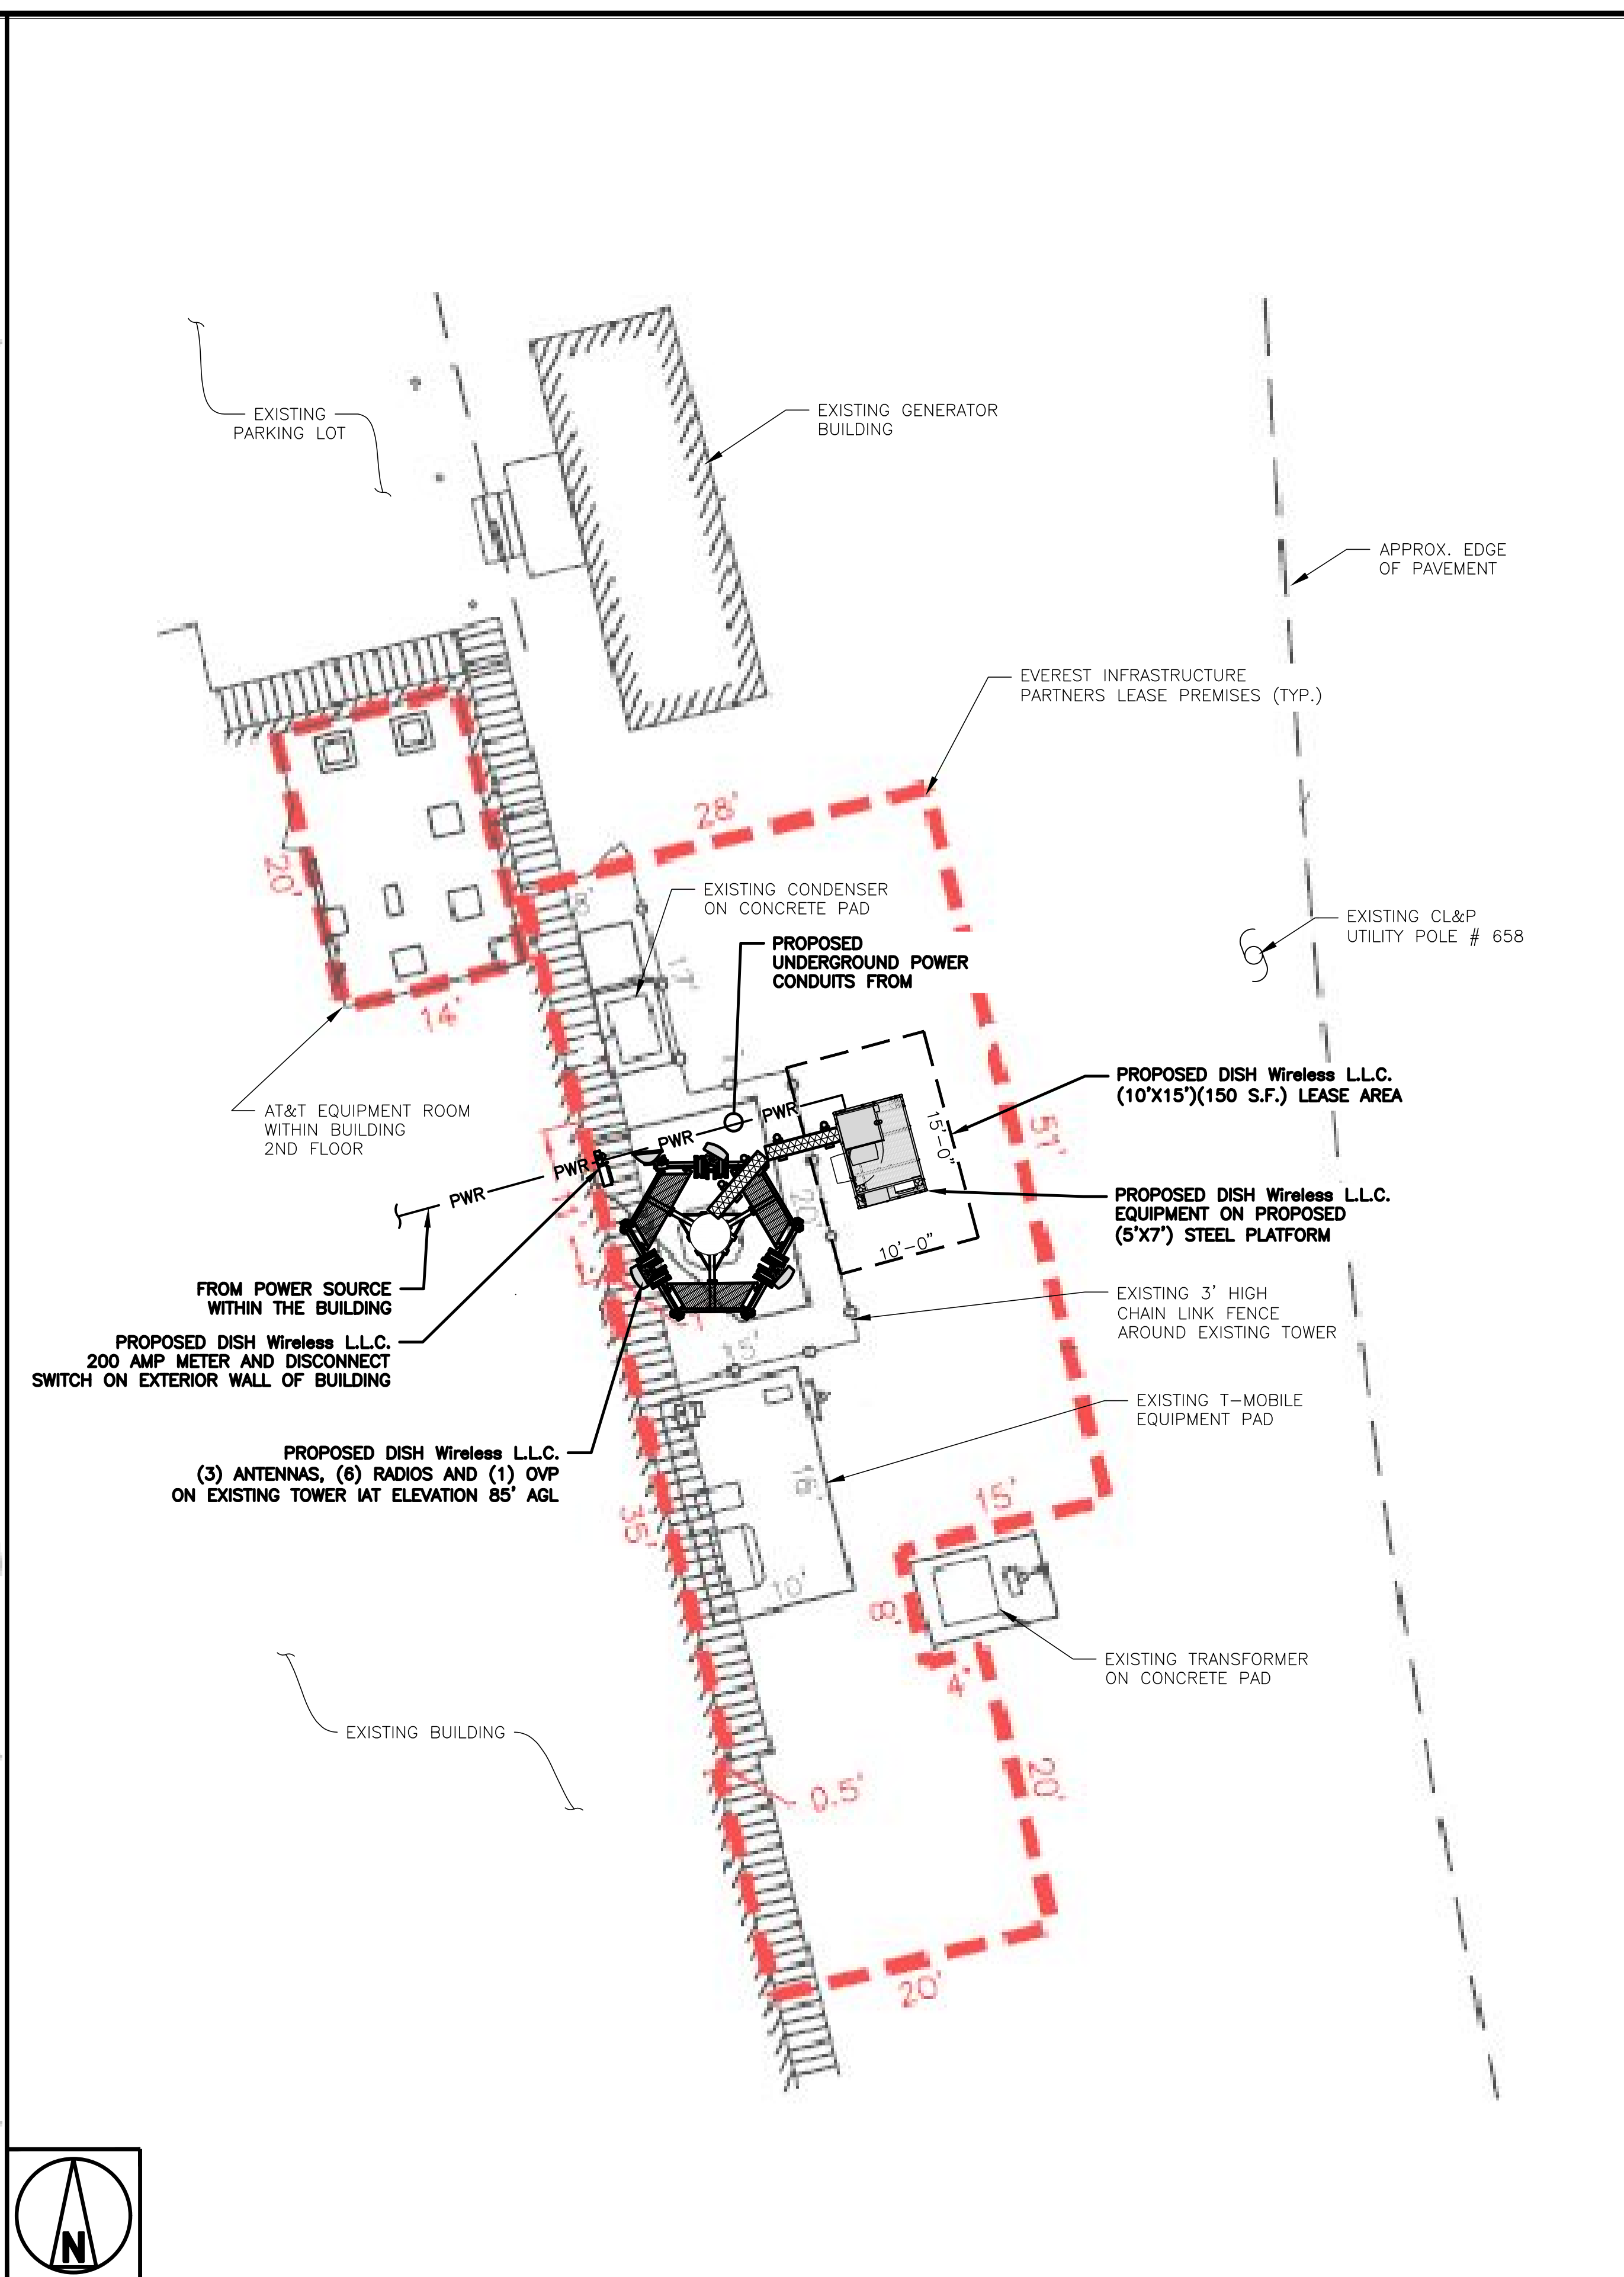 EXISTING
PARKING LOT
EXISTING GENERATOR
BUILDING
APPROX. EDGE
OF PAVEMENT
EVEREST INFRASTRUCTURE
PARTNERS LEASE PREMISES (TYP.)
28'
20'
8'
EXISTING CONDENSER
ON CONCRETE PAD
17'
EXISTING CL&P
UTILITY POLE # 658
PROPOSED
UNDERGROUND POWER
CONDUITS FROM
14'
PROPOSED DISH Wireless L.L.C.
(10'X15')(150 S.F.) LEASE AREA
AT&T EQUIPMENT ROOM
WITHIN BUILDING
2ND FLOOR
PWR
PWR
PWR
PWR
15'-0"
51'
20'
10'-0"
PROPOSED DISH Wireless L.L.C.
EQUIPMENT ON PROPOSED
(5'X7') STEEL PLATFORM
FROM POWER SOURCE
WITHIN THE BUILDING
EXISTING 3' HIGH
CHAIN LINK FENCE
AROUND EXISTING TOWER
PROPOSED DISH Wireless L.L.C.
200 AMP METER AND DISCONNECT
SWITCH ON EXTERIOR WALL OF BUILDING
15'
EXISTING T-MOBILE
EQUIPMENT PAD
PROPOSED DISH Wireless L.L.C.
(3) ANTENNAS, (6) RADIOS AND (1) OVP
ON EXISTING TOWER IAT ELEVATION 85' AGL
16'
15'
35'
10'
8'
4'
EXISTING TRANSFORMER
ON CONCRETE PAD
EXISTING BUILDING
0.5'
20'
20'
N